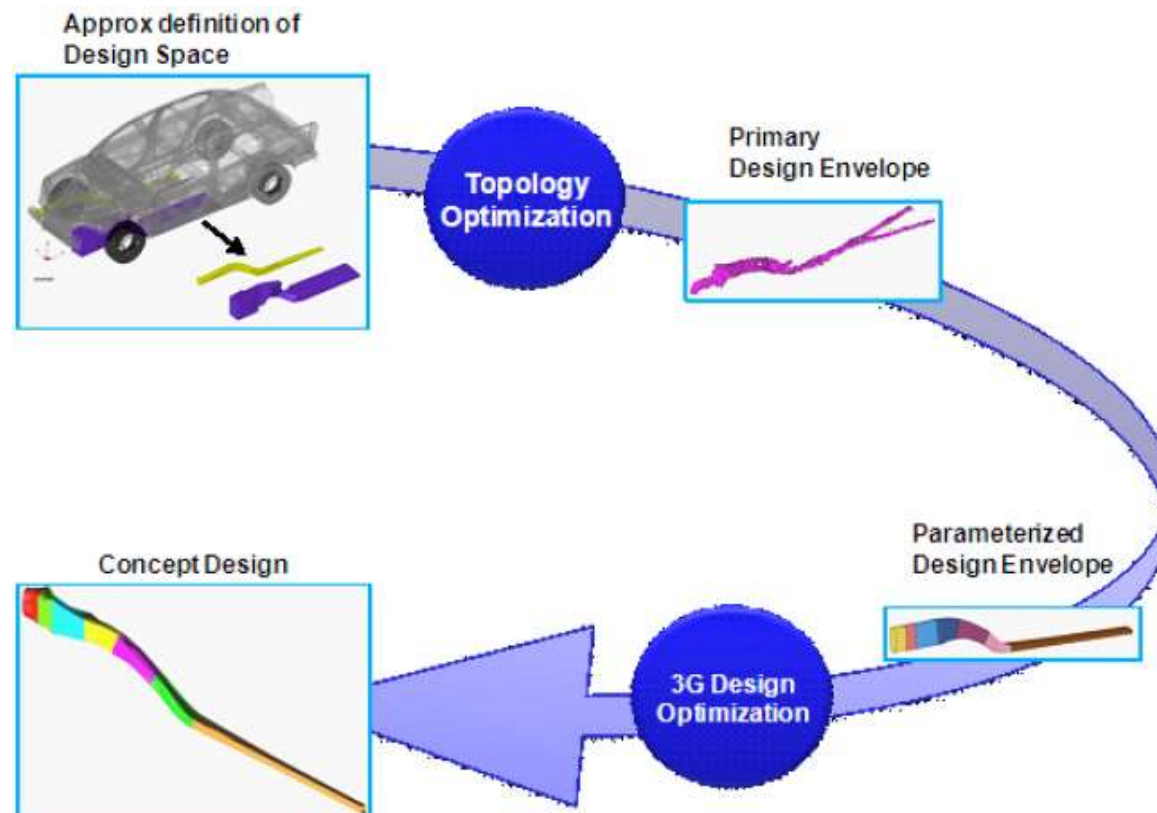 Approx definition of
Design Space
Topology
Optimization
Primary
Design Envelope
Parameterized
Design Envelope
3G Design
Optimization
Concept Design